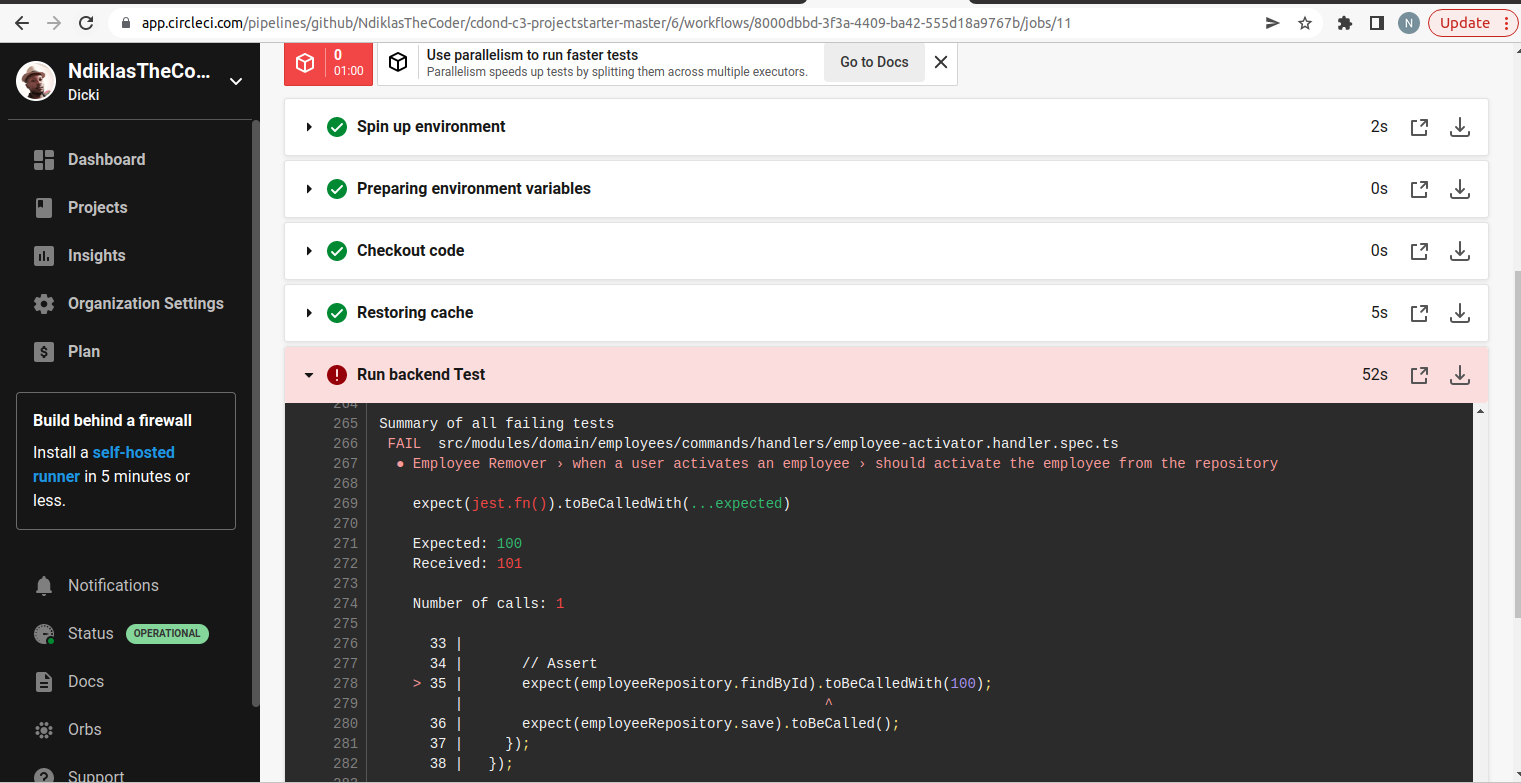 app.circleci.com/pipelines/github/NdiklasTheCoder/cdond-c3-projectstarter-master/6/workflows/8000dbbd-3f3a-4409-ba42-555d18a9767b/jobs/11
N
Update
NdiklasTheCo...
Dicki
Dashboard
Projects
Insights
Organization Settings
Plan
Build behind a firewall
Install a self-hosted
runner in 5 minutes or
less.
Notifications
Status OPERATIONAL
Docs
Orbs
Support
0
01:00
Use parallelism to run faster tests
Parallelism speeds up tests by splitting them across multiple executors.
Go to Docs
Spin up environment 2s
Preparing environment variables 0s
Checkout code 0s
Restoring cache 5s
Run backend Test 52s
264
265 Summary of all failing tests
266 FAIL src/modules/domain/employees/commands/handlers/employee-activator.handler.spec.ts
267 ● Employee Remover › when a user activates an employee › should activate the employee from the repository
268
269 expect(jest.fn()).toBeCalledWith(...expected)
270
271 Expected: 100
272 Received: 101
273
274 Number of calls: 1
275
276 33 |
277 34 | // Assert
278 > 35 | expect(employeeRepository.findById).toBeCalledWith(100);
279 | ^
280 36 | expect(employeeRepository.save).toBeCalled();
281 37 | });
282 38 | });
283